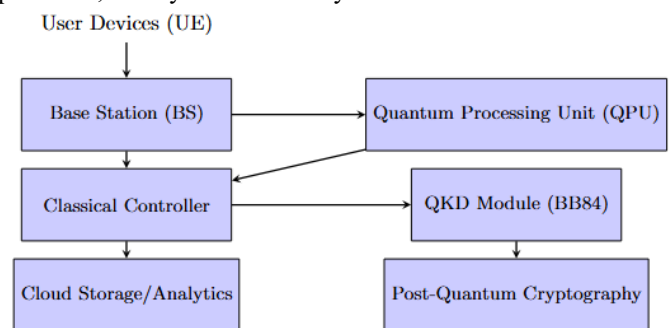 User Devices (UE)
Base Station (BS)
Quantum Processing Unit (QPU)
Classical Controller
QKD Module (BB84)
Cloud Storage/Analytics
Post-Quantum Cryptography